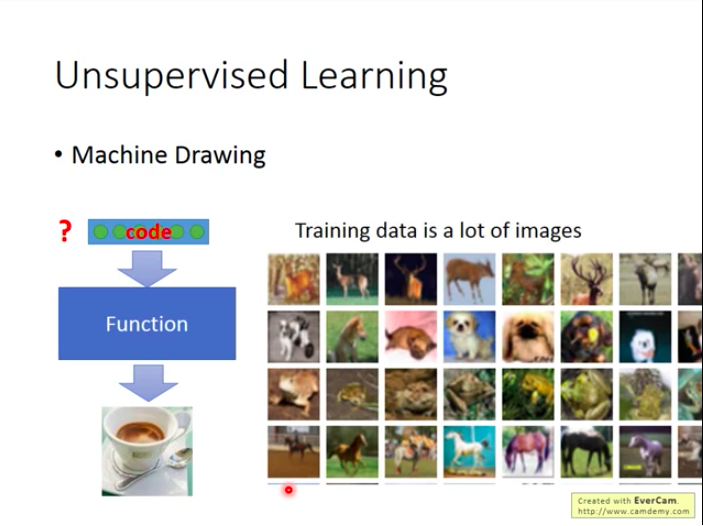 Unsupervised Learning
• Machine Drawing
? code
Training data is a lot of images
Function
Created with EverCam.
http://www.camdemy.com